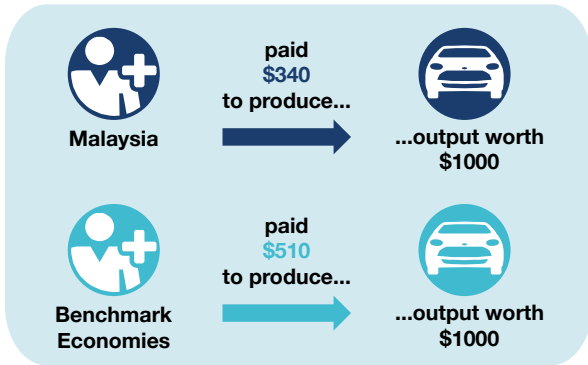 paid
$340
to produce...
Malaysia
...output worth
$1000
paid
$510
to produce...
Benchmark
Economies
...output worth
$1000